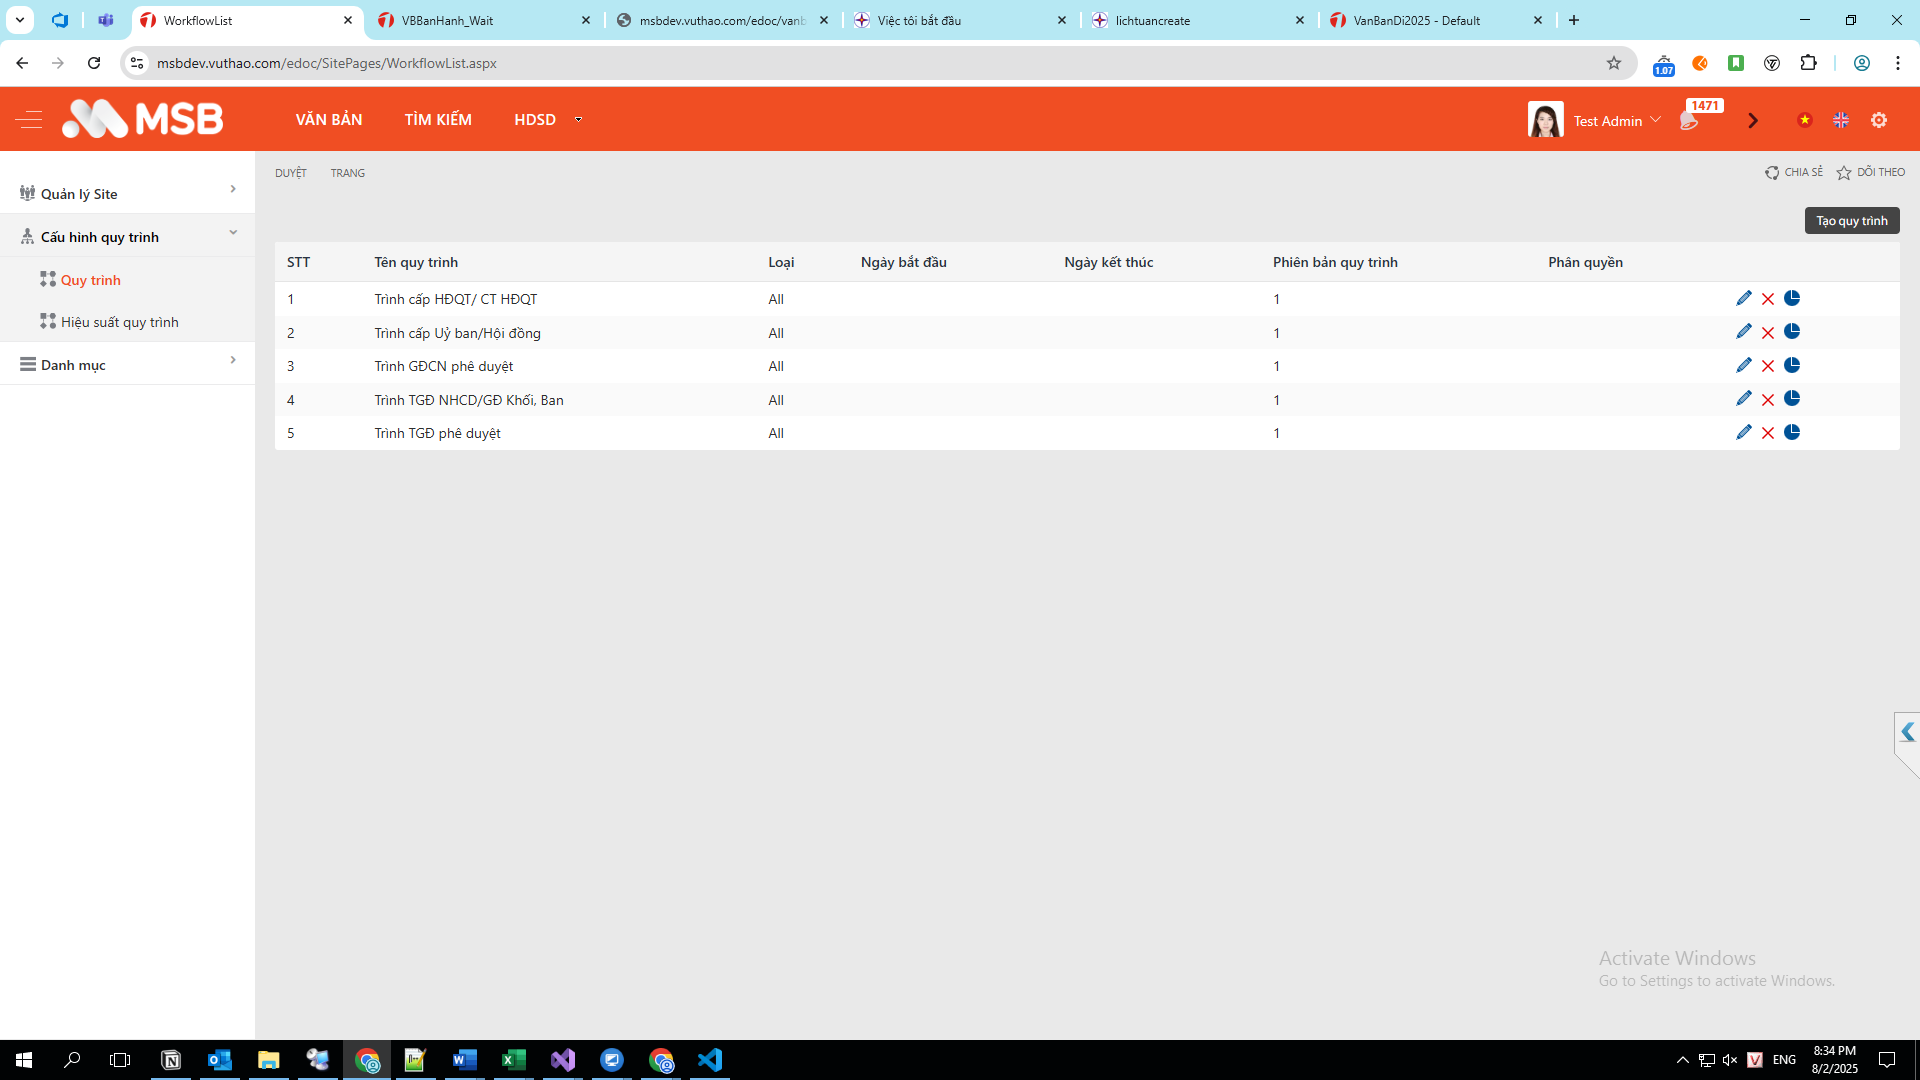 WorkflowList
VBBanHanh_Wait
msbdev.vuthao.com/edoc/vanb
Việc tôi bắt đầu
lichtuancreate
VanBanDi2025 - Default
msbdev.vuthao.com/edoc/SitePages/WorkflowList.aspx
1.07
MSB
VĂN BẢN
TÌM KIẾM
HDSD
Test Admin
1471
DUYỆT
TRANG
CHIA SẺ
DÕI THEO
Quản lý Site
Cấu hình quy trình
Quy trình
Hiệu suất quy trình
Danh mục
Tạo quy trình
STT Tên quy trình Loại Ngày bắt đầu Ngày kết thúc Phiên bản quy trình Phân quyền
1 Trình cấp HĐQT/ CT HĐQT All 1
2 Trình cấp Uỷ ban/Hội đồng All 1
3 Trình GĐCN phê duyệt All 1
4 Trình TGĐ NHCD/GĐ Khối, Ban All 1
5 Trình TGĐ phê duyệt All 1
Activate Windows
Go to Settings to activate Windows.
ENG
8:34 PM
8/2/2025